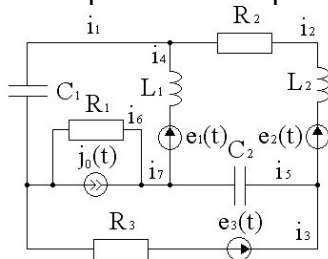 i₁ R₂ i₂
i₄
C₁ L₁ L₂
R₁ i₆
e₁(t) C₂ e₂(t)
j₀(t)
i₇ i₅
e₃(t)
R₃ i₃